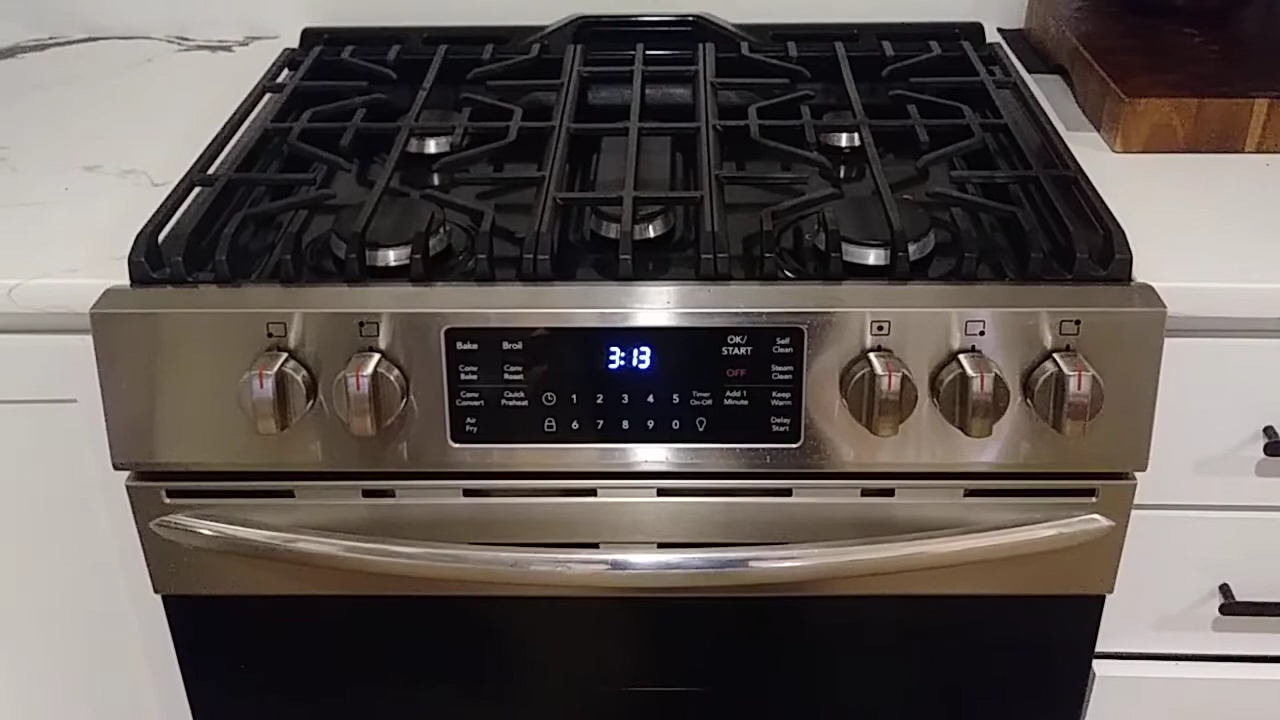 Bake
Broil
3:13
OK/
START
Self
Clean
Conv
Bake
Conv
Roast
OFF
Steam
Clean
Conv
Convert
Quick
Preheat
1 2 3 4 5
Timer
On-Off
Add 1
Minute
Keep
Warm
Air
Fry
6 7 8 9 0
Delay
Start